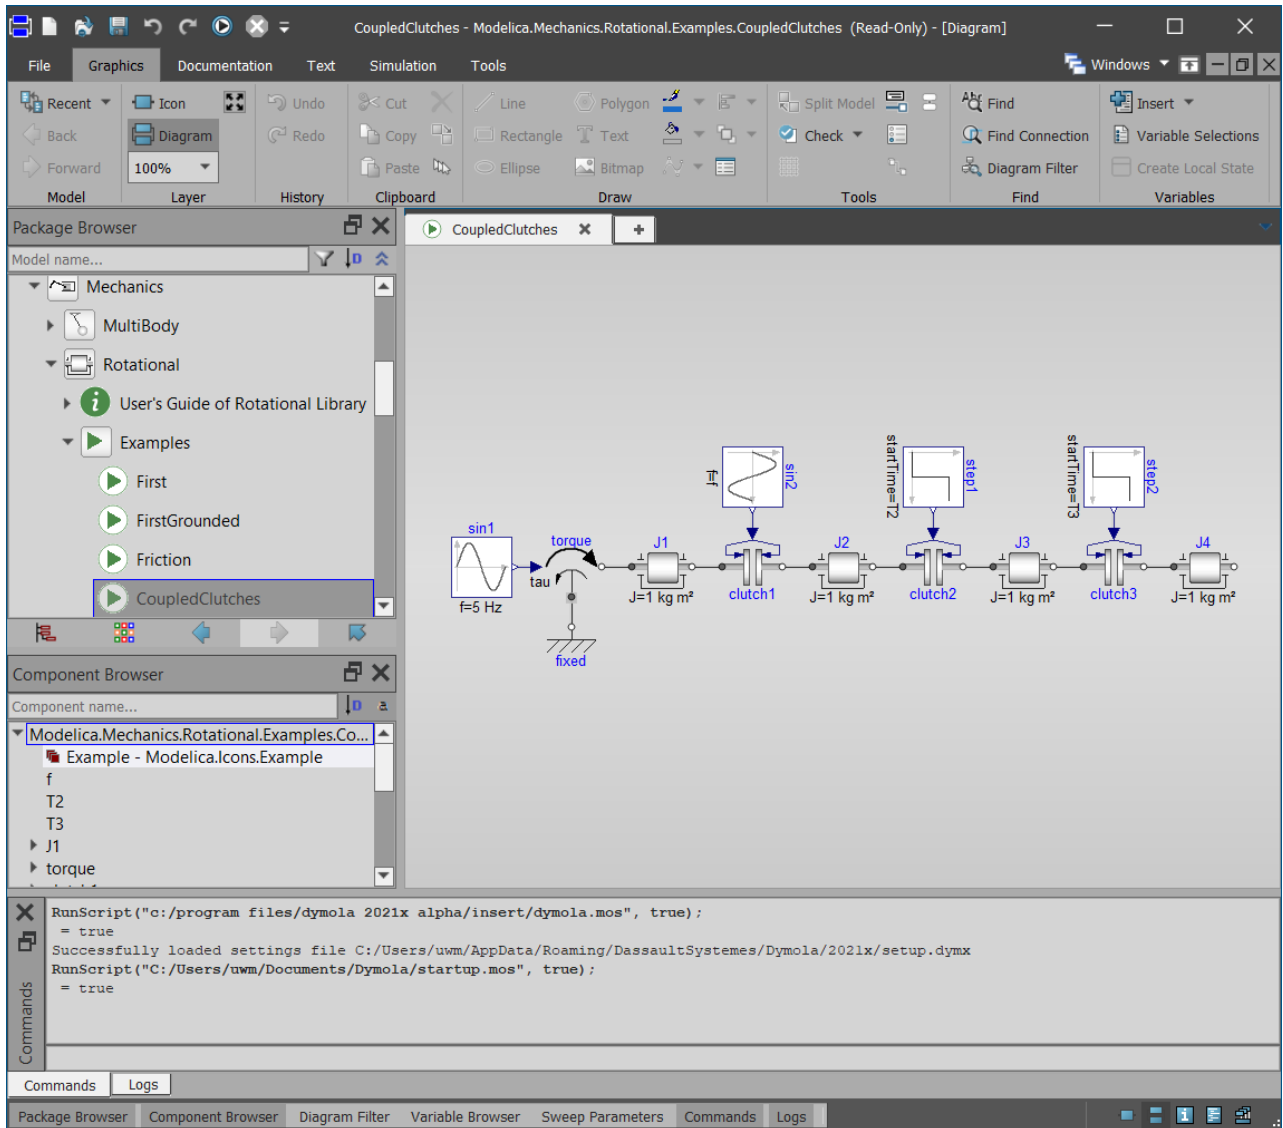 CoupledClutches - Modelica.Mechanics.Rotational.Examples.CoupledClutches (Read-Only) - [Diagram]
File Graphics Documentation Text Simulation Tools Windows
Recent Icon Undo Cut Line Polygon Split Model Find Insert
Back Diagram Redo Copy Rectangle Text Check Find Connection Variable Selections
Forward 100% Paste Ellipse Bitmap Diagram Filter Create Local State
Model Layer History Clipboard Draw Tools Find Variables
Package Browser
CoupledClutches
Model name...
Mechanics
MultiBody
Rotational
User's Guide of Rotational Library
Examples
First
FirstGrounded
Friction
CoupledClutches
f=f
sin2
startTime=T2
step1
startTime=T3
step2
sin1
torque
J1
J2
J3
J4
tau
f=5 Hz
J=1 kg m²
clutch1
J=1 kg m²
clutch2
J=1 kg m²
clutch3
J=1 kg m²
fixed
Component Browser
Component name...
Modelica.Mechanics.Rotational.Examples.Co...
Example - Modelica.Icons.Example
f
T2
T3
J1
torque
RunScript("c:/program files/dymola 2021x alpha/insert/dymola.mos", true);
= true
Successfully loaded settings file C:/Users/uwm/AppData/Roaming/DassaultSystemes/Dymola/2021x/setup.dymx
RunScript("C:/Users/uwm/Documents/Dymola/startup.mos", true);
= true
Commands
Commands Logs
Package Browser Component Browser Diagram Filter Variable Browser Sweep Parameters Commands Logs